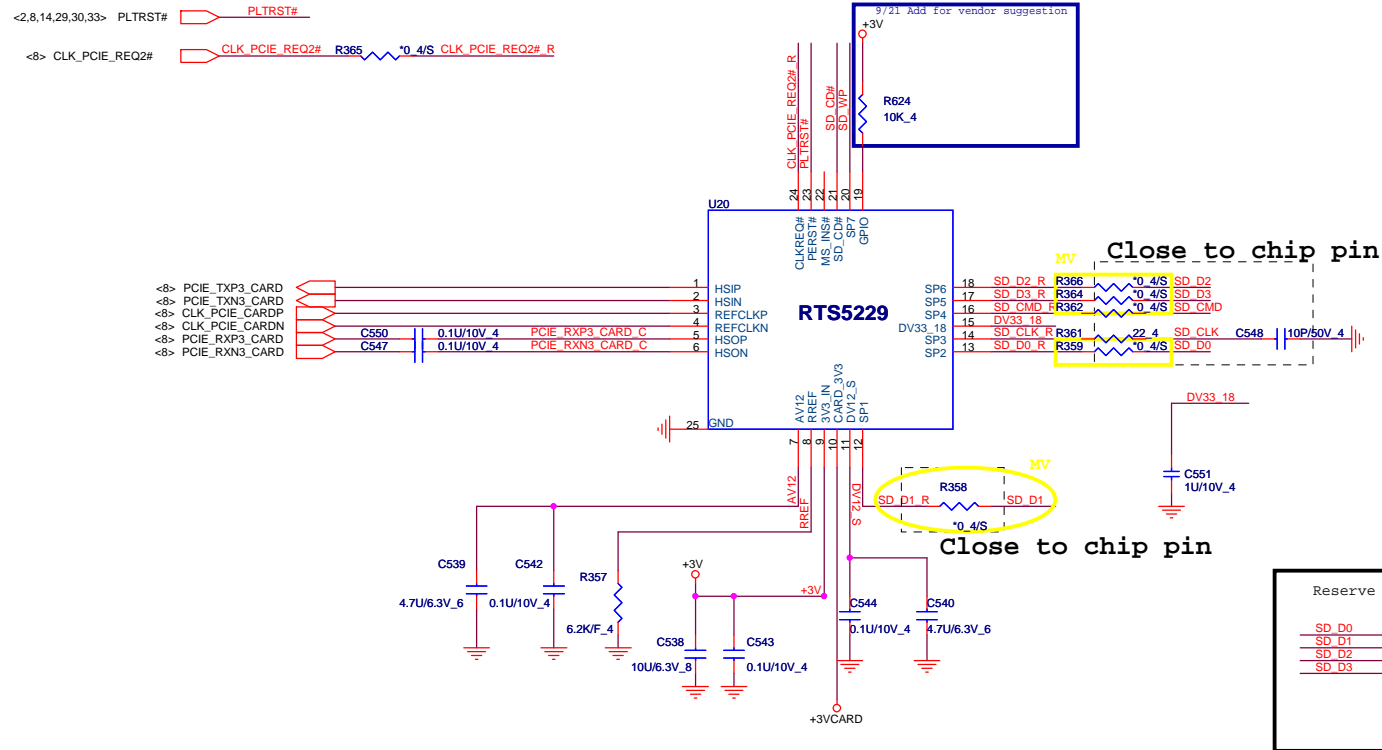 <2,8,14,29,30,33> PLTRST# PLTRST#
<8> CLK_PCIE_REQ2# CLK_PCIE_REQ2# R365 *0_4/S CLK_PCIE_REQ2#_R
9/21 Add for vendor suggestion
+3V
R624
10K_4
CLK_PCIE_REQ2#_R
PLTRST#
SD_CD#
SD_WP
24
23
22
21
20
19
U20
CLKREQ#
PERST#
MS_INS#
SD_CD#
SP7
GPIO
RTS5229
<8> PCIE_TXP3_CARD 1 HSIP
<8> PCIE_TXN3_CARD 2 HSIN
<8> CLK_PCIE_CARDP 3 REFCLKP
<8> CLK_PCIE_CARDN 4 REFCLKN
<8> PCIE_RXP3_CARD C550 0.1U/10V_4 PCIE_RXP3_CARD_C 5 HSOP
<8> PCIE_RXN3_CARD C547 0.1U/10V_4 PCIE_RXN3_CARD_C 6 HSON
25 GND
Close to chip pin
MV
SP6 18 SD_D2_R R366 *0_4/S SD_D2
SP5 17 SD_D3_R R364 *0_4/S SD_D3
SP4 16 SD_CMD_R R362 *0_4/S SD_CMD
DV33_18 15 DV33_18
SP3 14 SD_CLK_R R361 22_4 SD_CLK C548 10P/50V_4
SP2 13 SD_D0_R R359 *0_4/S SD_D0
AV12
RREF
3V3_IN
CARD_3V3
DV12_S
SP1
7
8
9
10
11
12
AV12
RREF
DV12_S
DV33_18
C551
1U/10V_4
MV
R358
SD_D1_R SD_D1
*0_4/S
Close to chip pin
C539
4.7U/6.3V_6
C542
0.1U/10V_4
R357
6.2K/F_4
+3V
+3V
C538
10U/6.3V_8
C543
0.1U/10V_4
C544
0.1U/10V_4
C540
4.7U/6.3V_6
+3VCARD
Reserve
SD_D0
SD_D1
SD_D2
SD_D3